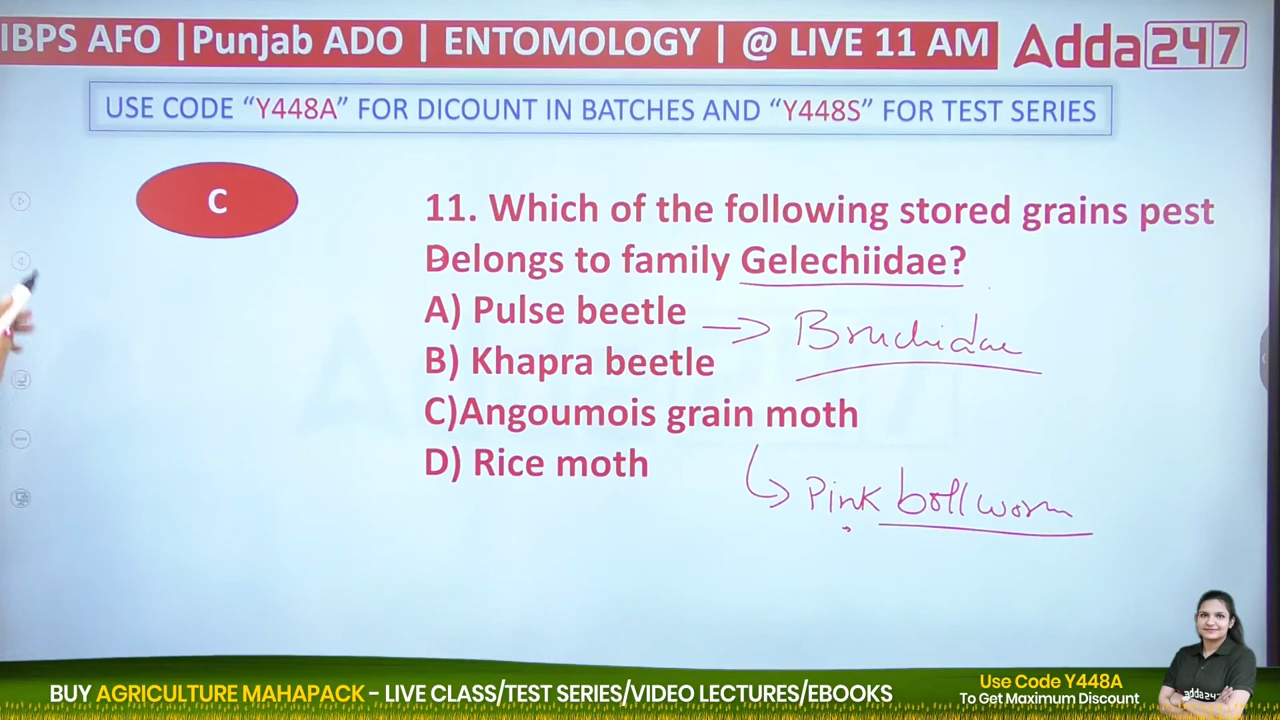 IBPS AFO |Punjab ADO | ENTOMOLOGY | @ LIVE 11 AM
Adda247
USE CODE “Y448A” FOR DICOUNT IN BATCHES AND “Y448S” FOR TEST SERIES
C
11. Which of the following stored grains pest
Belongs to family Gelechiidae?
A) Pulse beetle
→ Bruchidae
B) Khapra beetle
C)Angoumois grain moth
D) Rice moth
↳ Pink bollworm
adda247
BUY AGRICULTURE MAHAPACK - LIVE CLASS/TEST SERIES/VIDEO LECTURES/EBOOKS
Use Code Y448A
To Get Maximum Discount